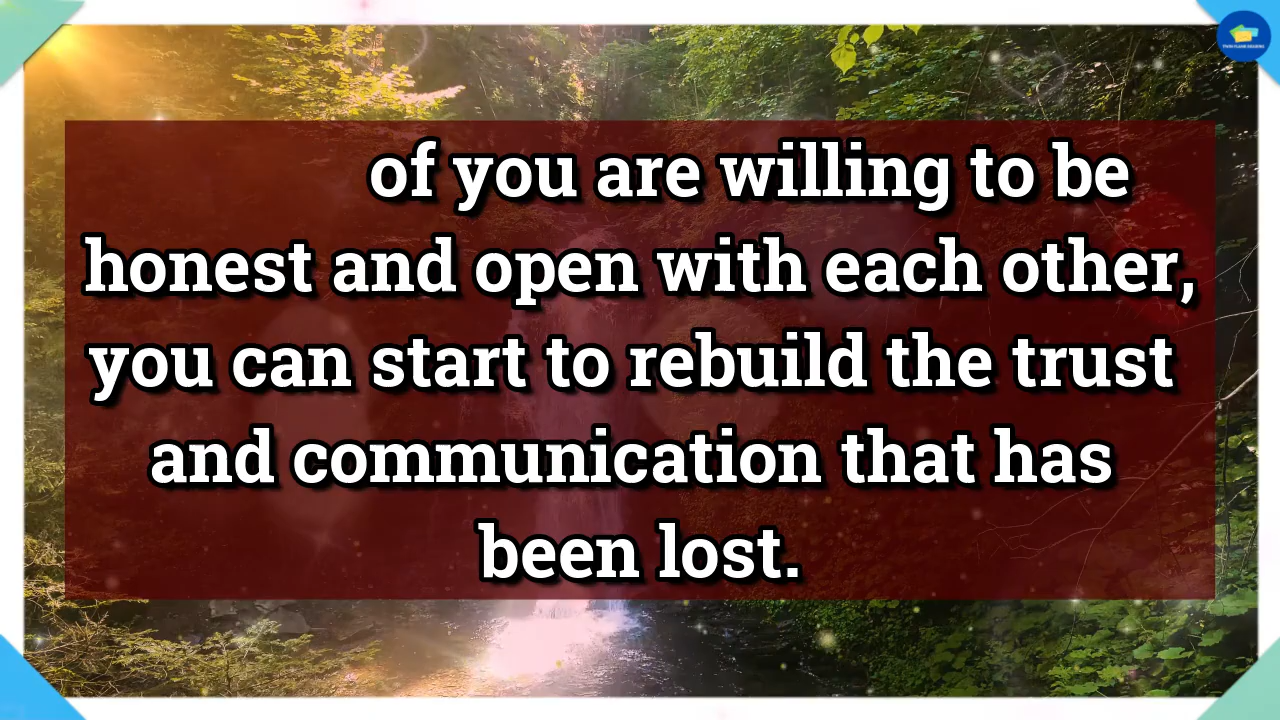 of you are willing to be
honest and open with each other,
you can start to rebuild the trust
and communication that has
been lost.